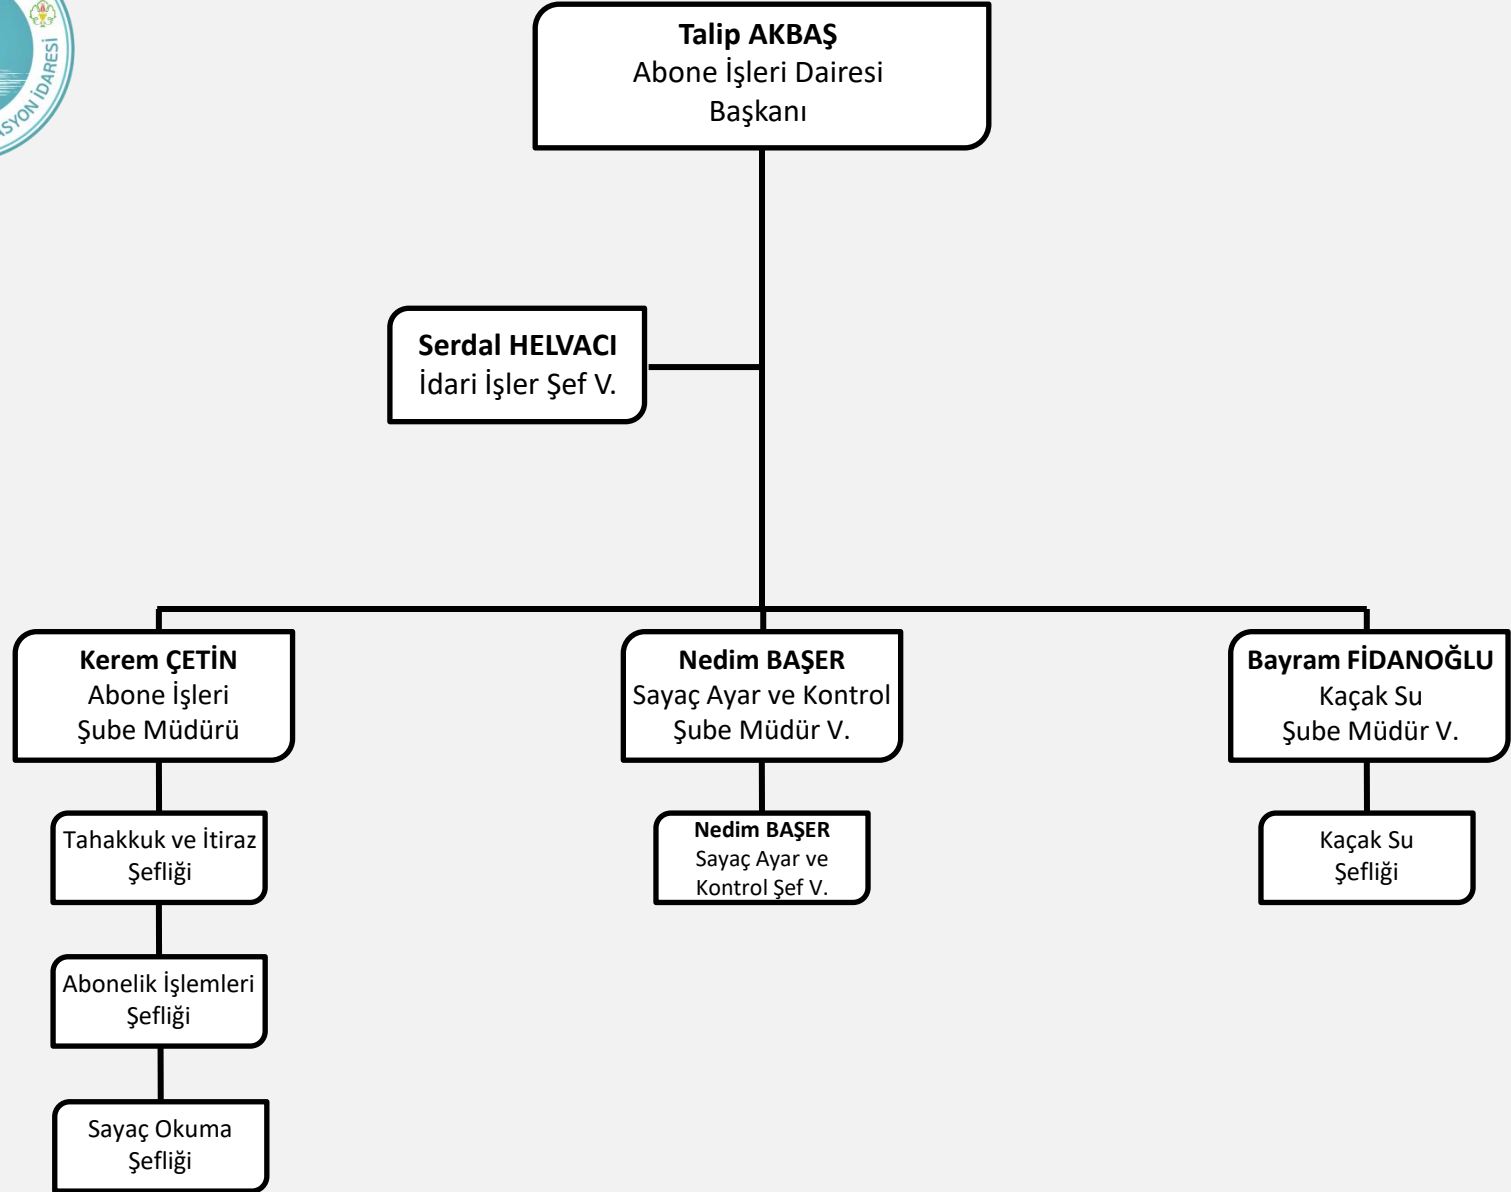 SYON İDARESİ
Talip AKBAŞ
Abone İşleri Dairesi
Başkanı
Serdal HELVACI
İdari İşler Şef V.
Kerem ÇETİN
Abone İşleri
Şube Müdürü
Nedim BAŞER
Sayaç Ayar ve Kontrol
Şube Müdür V.
Bayram FİDANOĞLU
Kaçak Su
Şube Müdür V.
Tahakkuk ve İtiraz
Şefliği
Nedim BAŞER
Sayaç Ayar ve
Kontrol Şef V.
Kaçak Su
Şefliği
Abonelik İşlemleri
Şefliği
Sayaç Okuma
Şefliği